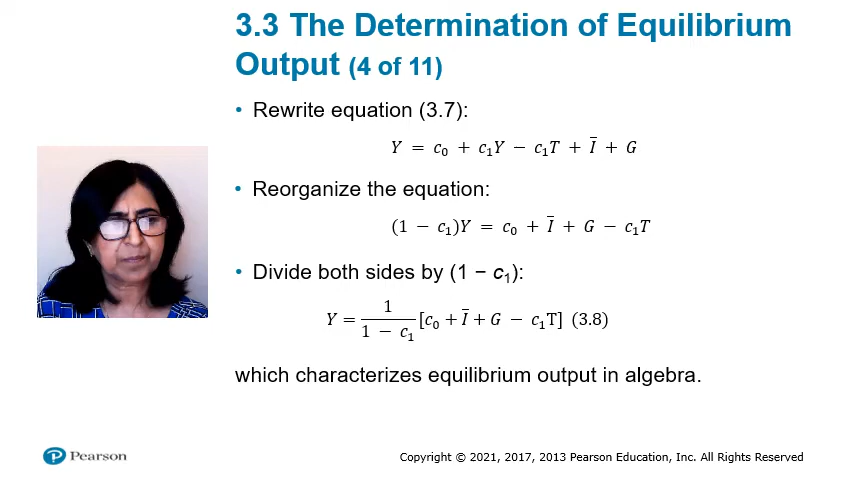 3.3 The Determination of Equilibrium
Output (4 of 11)
• Rewrite equation (3.7):
Y = c₀ + c₁Y − c₁T + Ī + G
• Reorganize the equation:
(1 − c₁)Y = c₀ + Ī + G − c₁T
• Divide both sides by (1 − c₁):
Y = 1 / (1 − c₁) [c₀ + Ī + G − c₁T] (3.8)
which characterizes equilibrium output in algebra.
Pearson
Copyright © 2021, 2017, 2013 Pearson Education, Inc. All Rights Reserved